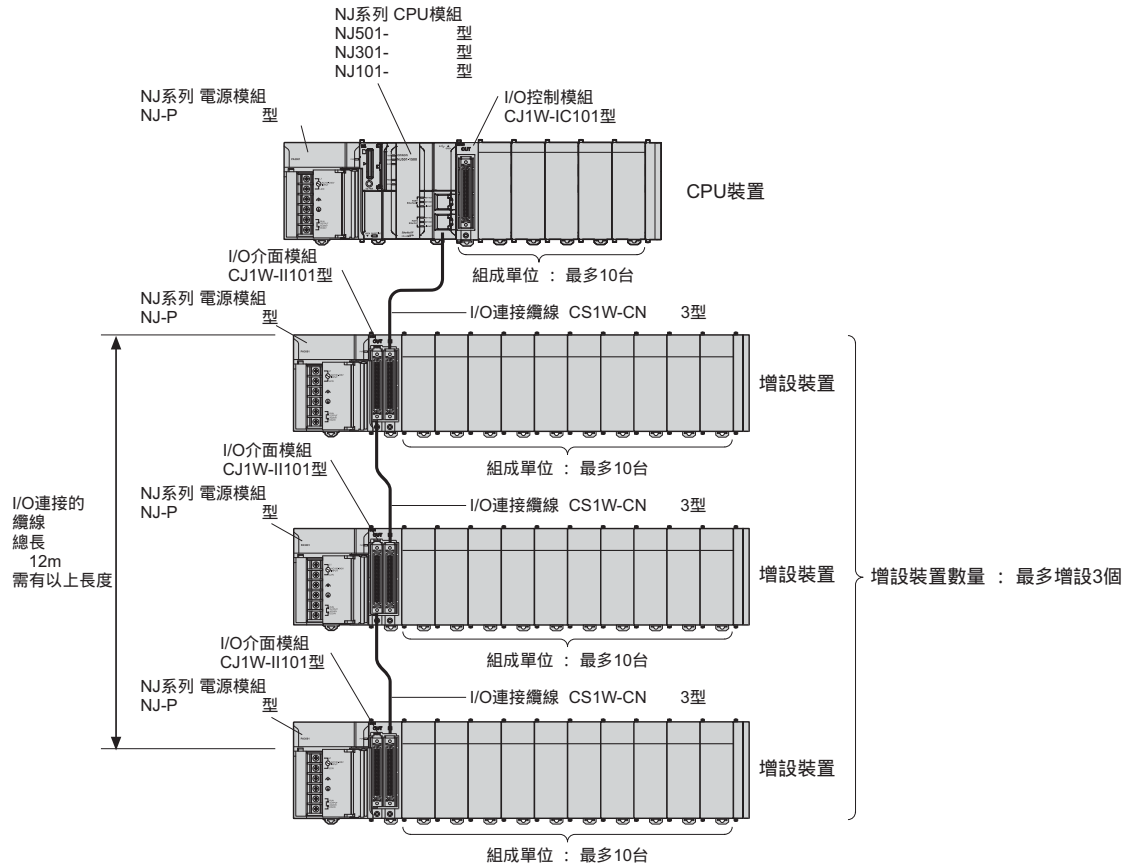 NJ系列 CPU模組
NJ501- 型
NJ301- 型
NJ101- 型
NJ系列 電源模組
NJ-P 型
I/O控制模組
CJ1W-IC101型
OUT
CPU裝置
I/O介面模組
CJ1W-II101型
組成單位 : 最多10台
NJ系列 電源模組
NJ-P 型
I/O連接纜線 CS1W-CN 3型
OUT
增設裝置
組成單位 : 最多10台
I/O介面模組
CJ1W-II101型
NJ系列 電源模組
NJ-P 型
I/O連接纜線 CS1W-CN 3型
I/O連接的
纜線
總長
12m
需有以上長度
OUT
增設裝置
增設裝置數量 : 最多增設3個
組成單位 : 最多10台
I/O介面模組
CJ1W-II101型
NJ系列 電源模組
NJ-P 型
I/O連接纜線 CS1W-CN 3型
OUT
增設裝置
組成單位 : 最多10台